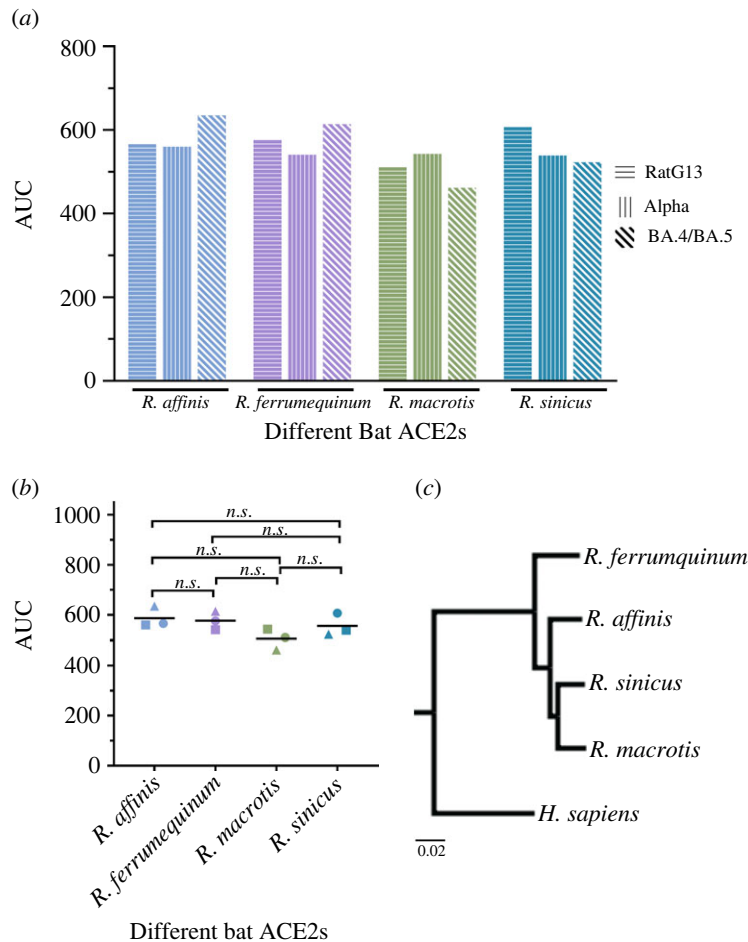 (a)
800
600
400
200
0
AUC
RatG13
Alpha
BA.4/BA.5
R. affinis R. ferrumequinum R. macrotis R. sinicus
Different Bat ACE2s
(b)
1000
800
600
400
200
0
AUC
n.s.
n.s.
n.s.
n.s.
n.s.
n.s.
R. affinis
R. ferrumequinum
R. macrotis
R. sinicus
Different bat ACE2s
(c)
R. ferrumquinum
R. affinis
R. sinicus
R. macrotis
H. sapiens
0.02